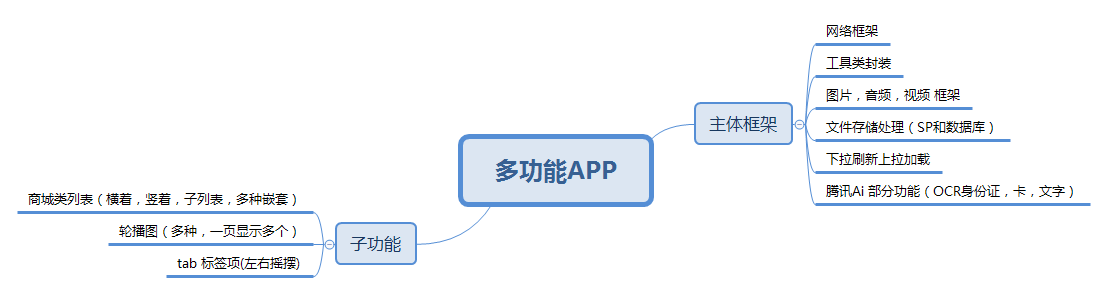 多功能APP
主体框架
网络框架
工具类封装
图片，音频，视频 框架
文件存储处理（SP和数据库）
下拉刷新上拉加载
腾讯Ai 部分功能（OCR身份证，卡，文字）
子功能
商城类列表（横着，竖着，子列表，多种嵌套）
轮播图（多种，一页显示多个）
tab 标签项(左右摇摆)